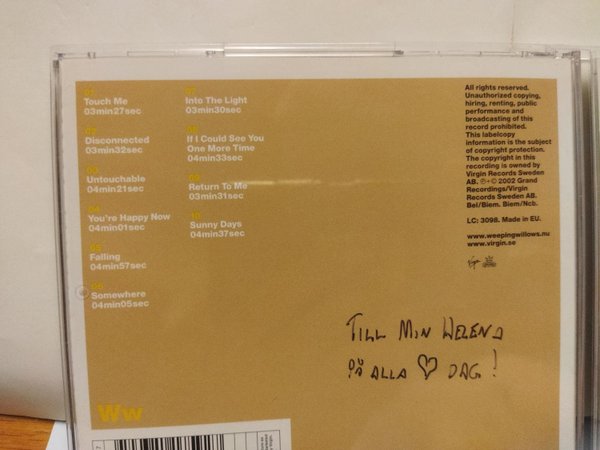 01
Touch Me
03min27sec
02
Disconnected
03min32sec
03
Untouchable
04min21sec
04
You're Happy Now
04min01sec
05
Falling
04min57sec
06
Somewhere
04min05sec
07
Into The Light
03min30sec
08
If I Could See You
One More Time
04min33sec
09
Return To Me
03min31sec
10
Sunny Days
04min37sec
All rights reserved.
Unauthorized copying,
hiring, renting, public
performance and
broadcasting of this
record prohibited.
This labelcopy
information is the subject
of copyright protection.
The copyright in this
recording is owned by
Virgin Records Sweden
AB. ℗+© 2002 Grand
Recordings/Virgin
Records Sweden AB.
Bel/Biem. Biem/Ncb.
LC: 3098. Made in EU.
www.weepingwillows.nu
www.virgin.se
Virgin
TILL MIN HELENA
PÅ ALLA ♡ DAG!
Ww
7